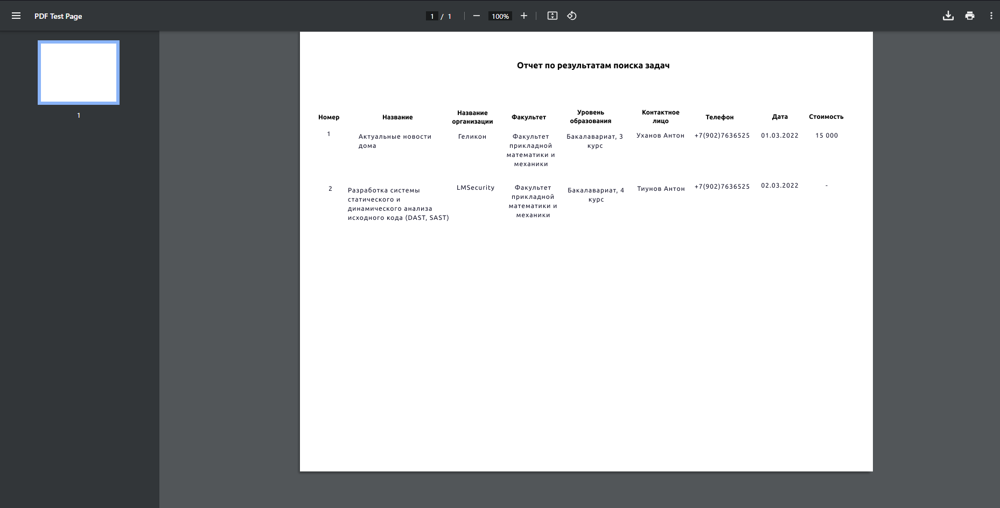 PDF Test Page
1 / 1
100%
1
Отчет по результатам поиска задач
Номер
Название
Название
организации
Факультет
Уровень
образования
Контактное
лицо
Телефон
Дата
Стоимость
1
Актуальные новости
дома
Геликон
Факультет
прикладной
математики и
механики
Бакалавариат, 3
курс
Уханов Антон
+7(902)7636525
01.03.2022
15 000
2
Разработка системы
статического и
динамического анализа
исходного кода (DAST, SAST)
LMSecurity
Факультет
прикладной
математики и
механики
Бакалавариат, 4
курс
Тиунов Антон
+7(902)7636525
02.03.2022
-